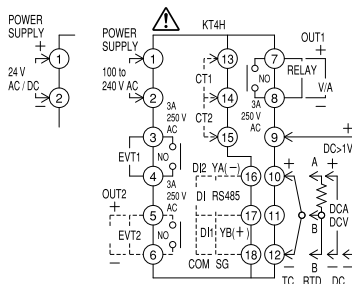 POWER
SUPPLY
+
1
24 V
AC / DC
2
−
POWER
SUPPLY
KT4H
1
100 to
240 V AC
2
3A
250 V
AC
3
EVT1
NO
4
3A
250 V
AC
OUT2
+
5
EVT2
NO
−
6
13
CT1
14
CT2
15
DI2 YA(−)
16
DI RS485
17
DI1 YB(+)
18
COM SG
7
OUT1
+
RELAY
NO
8
V/A
−
3A
250 V
AC
9
+
DC>1V
10
+
A
+
11
B
DCA
DCV
12
−
B
−
−
TC RTD DC